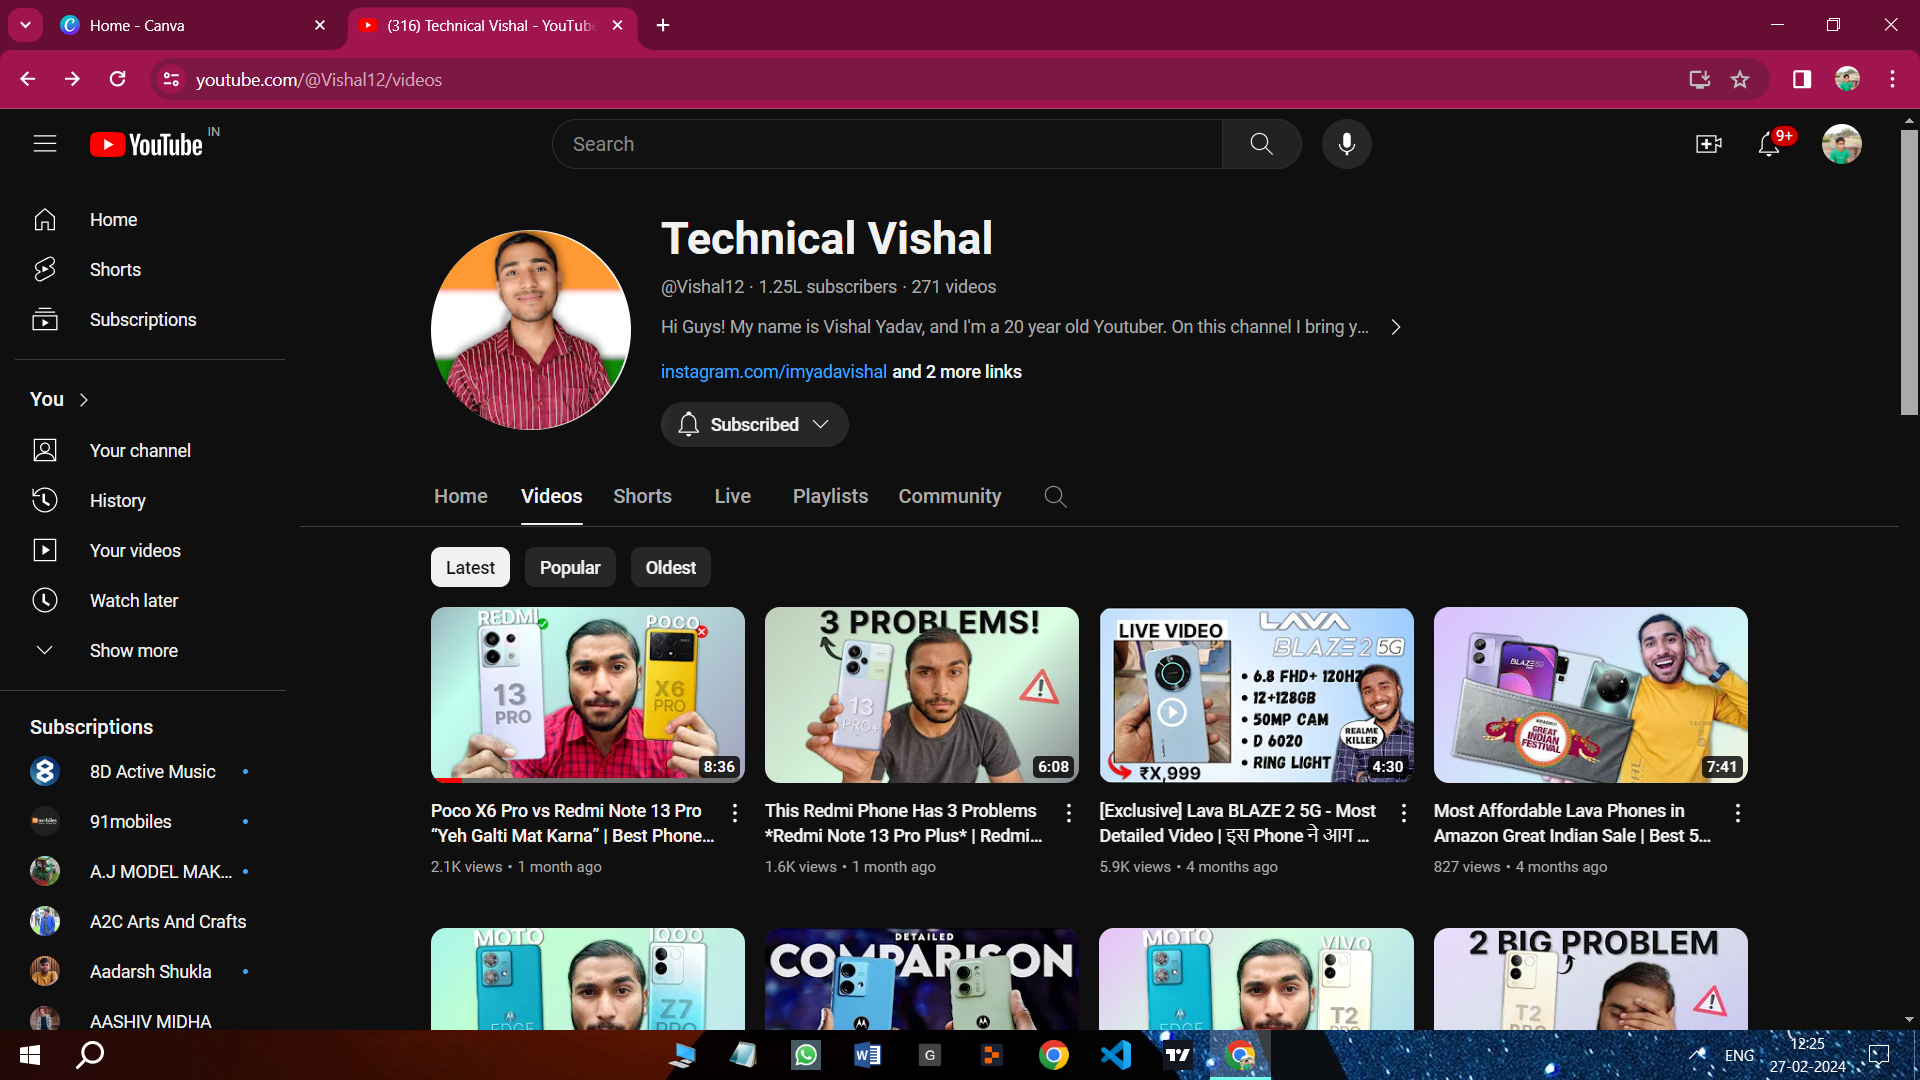 Home - Canva
(316) Technical Vishal - YouTube
youtube.com/@Vishal12/videos
YouTube IN
Search
9+
Home
Shorts
Subscriptions
You
Your channel
History
Your videos
Watch later
Show more
Subscriptions
8D Active Music
91mobiles
A.J MODEL MAK...
A2C Arts And Crafts
Aadarsh Shukla
AASHIV MIDHA
Technical Vishal
@Vishal12 · 1.25L subscribers · 271 videos
Hi Guys! My name is Vishal Yadav, and I'm a 20 year old Youtuber. On this channel I bring y...
instagram.com/imyadavishal and 2 more links
Subscribed
Home Videos Shorts Live Playlists Community
Latest Popular Oldest
REDMI POCO
13 PRO
X6 PRO
8:36
Poco X6 Pro vs Redmi Note 13 Pro
“Yeh Galti Mat Karna” | Best Phone...
2.1K views • 1 month ago
3 PROBLEMS!
13
PRO+
6:08
This Redmi Phone Has 3 Problems
*Redmi Note 13 Pro Plus* | Redmi...
1.6K views • 1 month ago
LIVE VIDEO
LAVA
BLAZE 2 5G
• 6.8 FHD+ 120HZ
• 12+128GB
• 50MP CAM
• D 6020
• RING LIGHT
REALME
KILLER
₹X,999
4:30
[Exclusive] Lava BLAZE 2 5G - Most
Detailed Video | इस Phone ने आग ...
5.9K views • 4 months ago
BLAZE 5G
GREAT
INDIAN
FESTIVAL
7:41
Most Affordable Lava Phones in
Amazon Great Indian Sale | Best 5...
827 views • 4 months ago
MOTO IQOO
EDGE
Z7
PRO
DETAILED
COMPARISON
MOTO VIVO
EDGE
T2
PRO
2 BIG PROBLEM
T2
PRO
ENG
12:25
27-02-2024